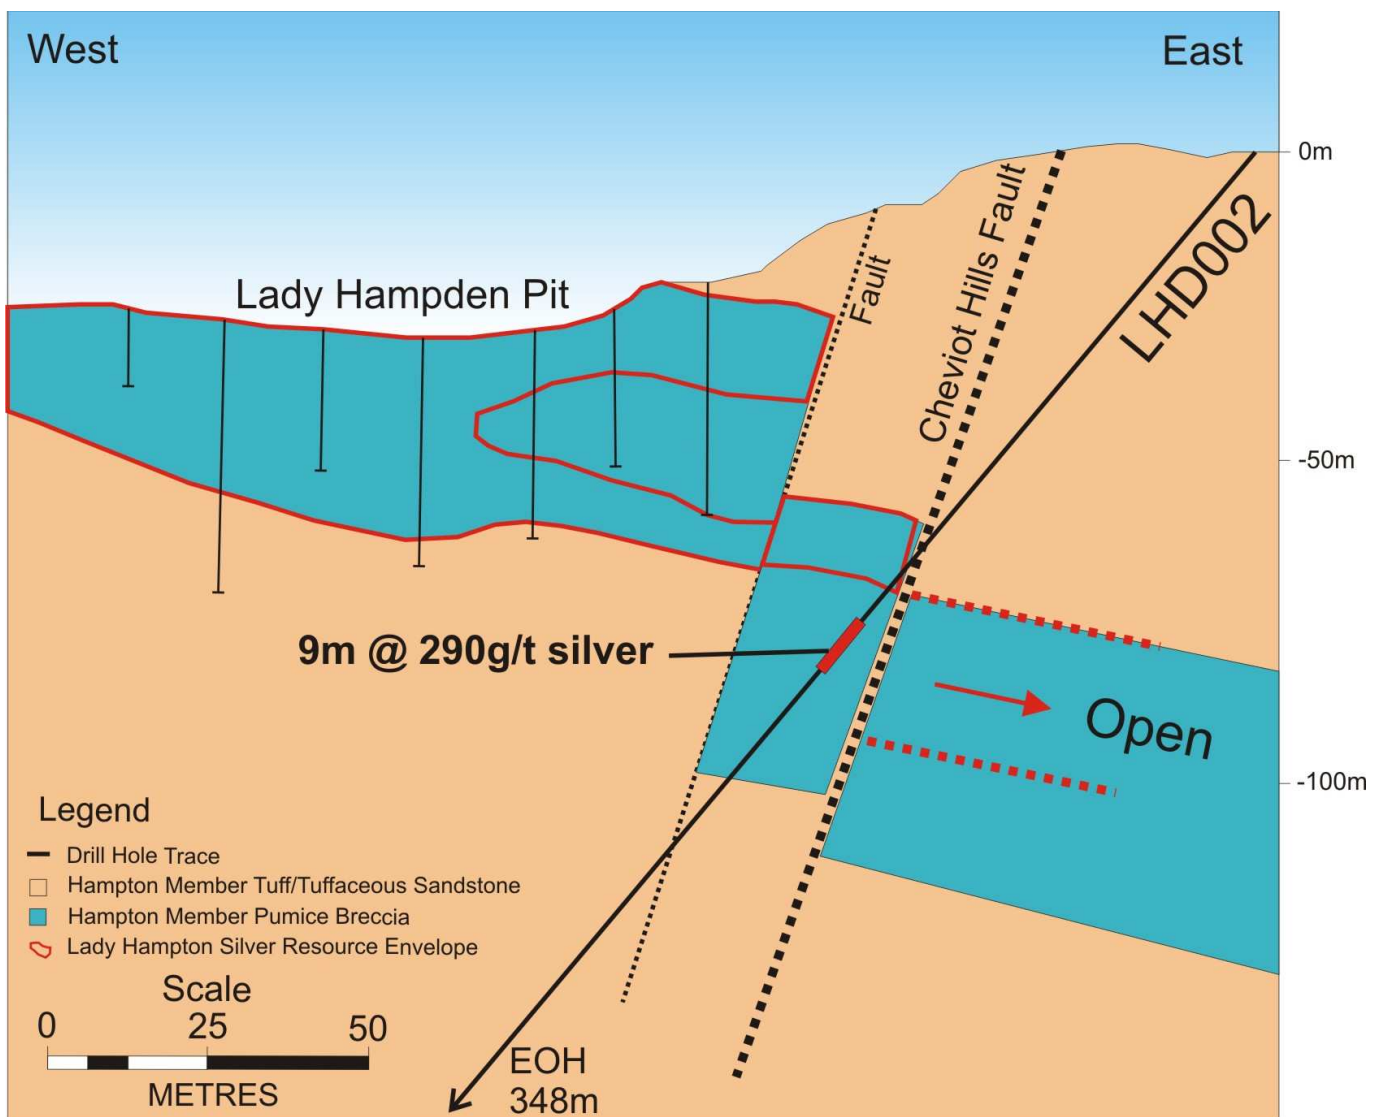 West
East
0m
Cheviot Hills Fault
LHD002
Fault
Lady Hampden Pit
-50m
9m @ 290g/t silver
Open
-100m
Legend
Drill Hole Trace
Hampton Member Tuff/Tuffaceous Sandstone
Hampton Member Pumice Breccia
Lady Hampton Silver Resource Envelope
Scale
0 25 50
METRES
EOH
348m